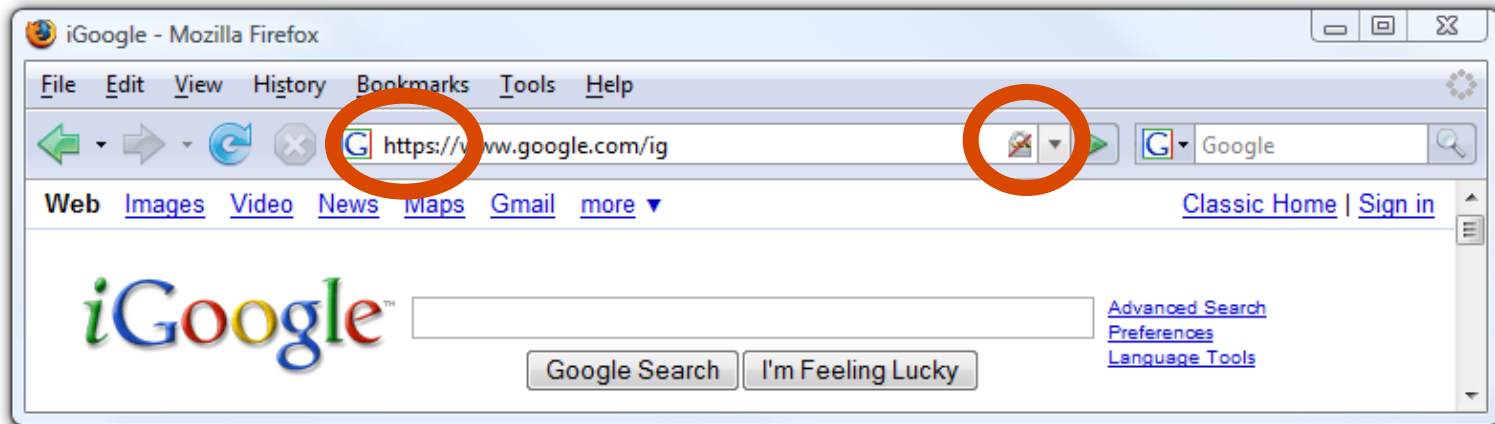 iGoogle - Mozilla Firefox
File Edit View History Bookmarks Tools Help
G https://www.google.com/ig G Google
Web Images Video News Maps Gmail more ▼ Classic Home | Sign in
iGoogle™
Advanced Search
Preferences
Language Tools
Google Search I'm Feeling Lucky